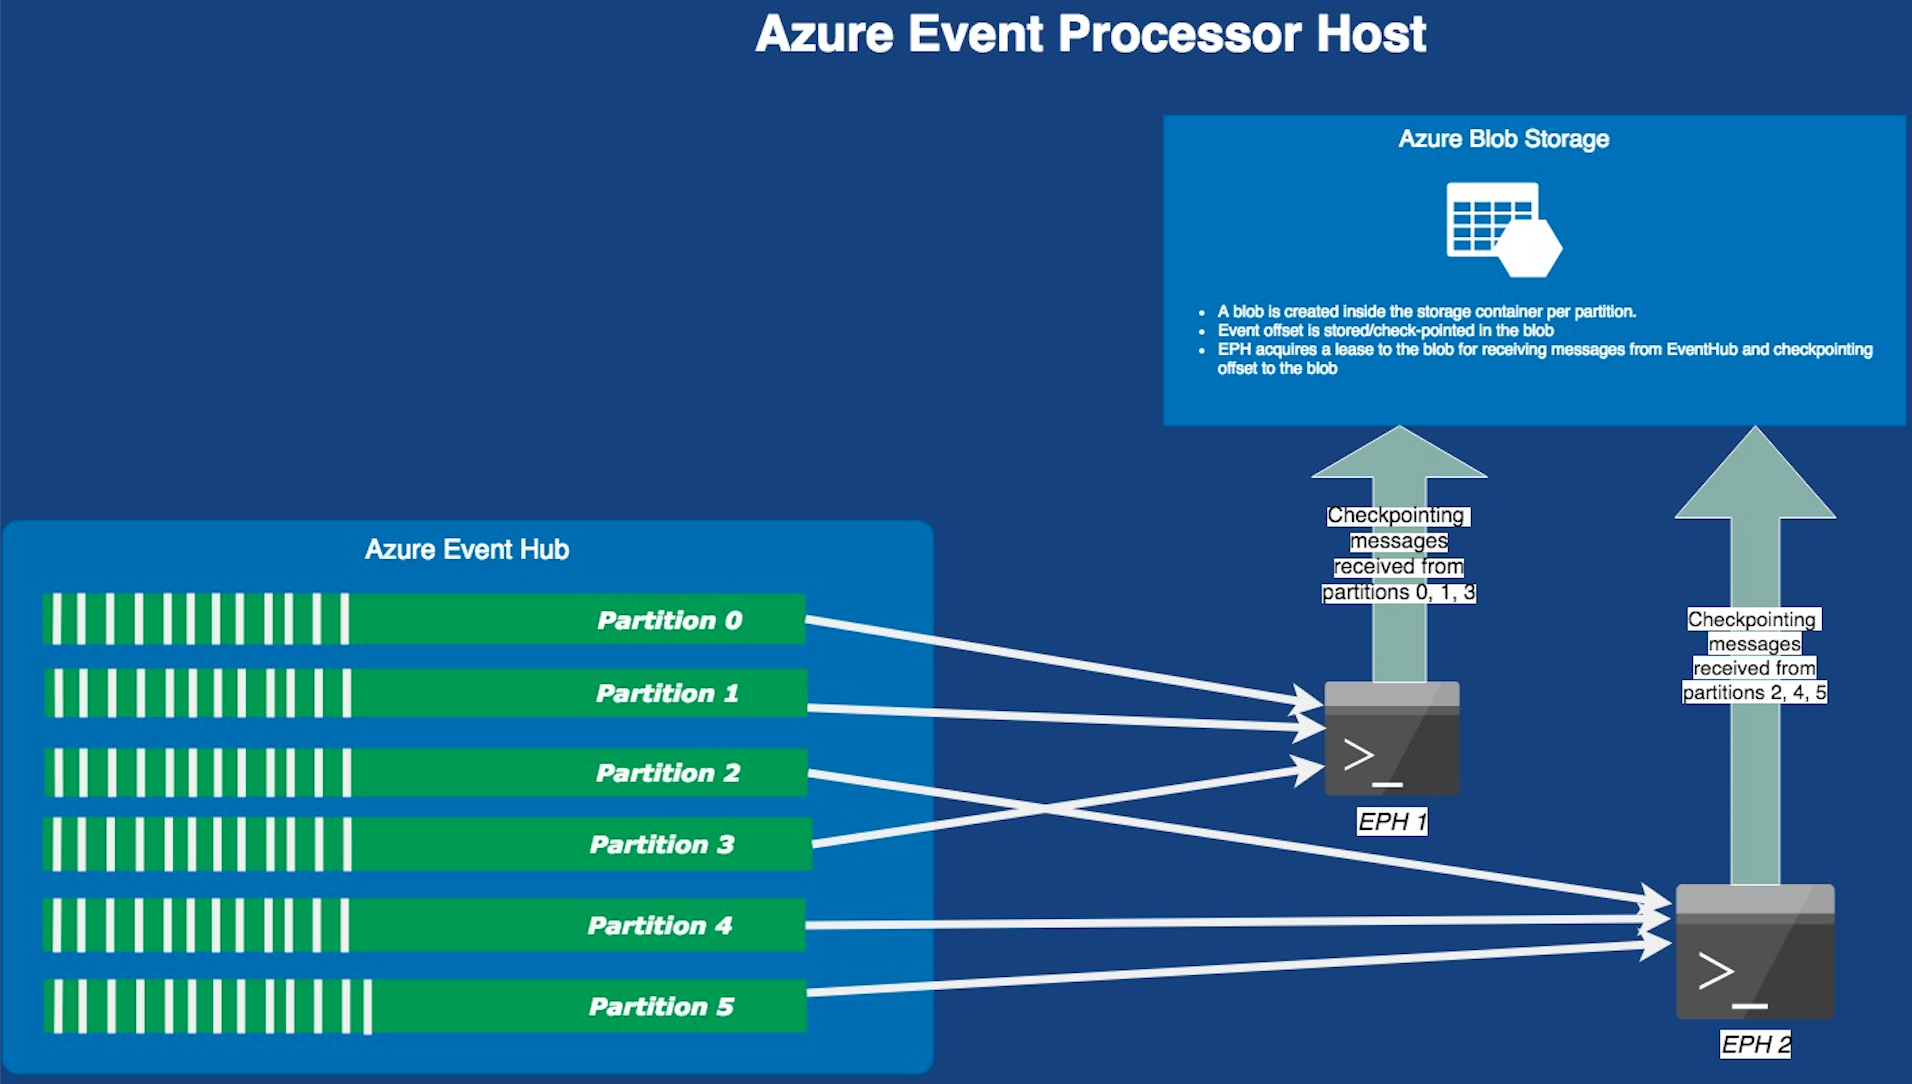 Azure Event Processor Host
Azure Blob Storage
• A blob is created inside the storage container per partition.
• Event offset is stored/check-pointed in the blob
• EPH acquires a lease to the blob for receiving messages from EventHub and checkpointing
offset to the blob
Checkpointing
messages
received from
partitions 0, 1, 3
Checkpointing
messages
received from
partitions 2, 4, 5
Azure Event Hub
Partition 0
Partition 1
Partition 2
Partition 3
Partition 4
Partition 5
>_
EPH 1
>_
EPH 2